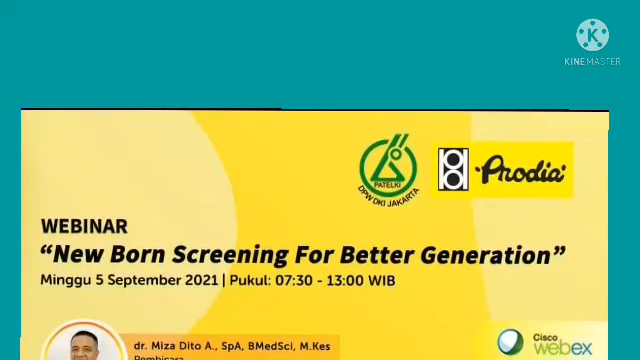 KINEMASTER
PATELKI
DPW DKI JAKARTA
Prodia
WEBINAR
“New Born Screening For Better Generation”
Minggu 5 September 2021 | Pukul: 07:30 - 13:00 WIB
dr. Miza Dito A., SpA, BMedSci, M.Kes
Pembicara
Cisco
webex